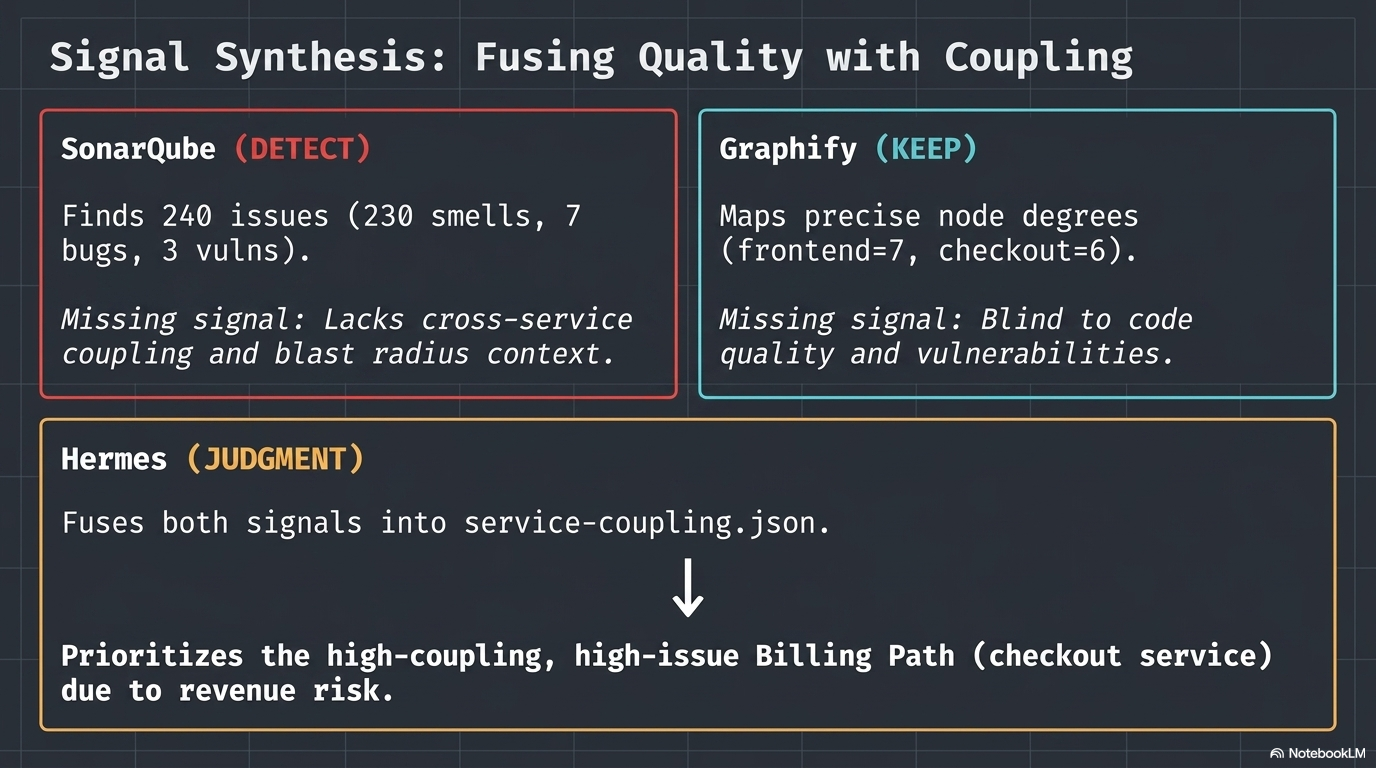 Signal Synthesis: Fusing Quality with Coupling
SonarQube (DETECT)
Finds 240 issues (230 smells, 7
bugs, 3 vulns).
Missing signal: Lacks cross-service
coupling and blast radius context.
Graphify (KEEP)
Maps precise node degrees
(frontend=7, checkout=6).
Missing signal: Blind to code
quality and vulnerabilities.
Hermes (JUDGMENT)
Fuses both signals into service-coupling.json.
Prioritizes the high-coupling, high-issue Billing Path (checkout service)
due to revenue risk.
NotebookLM